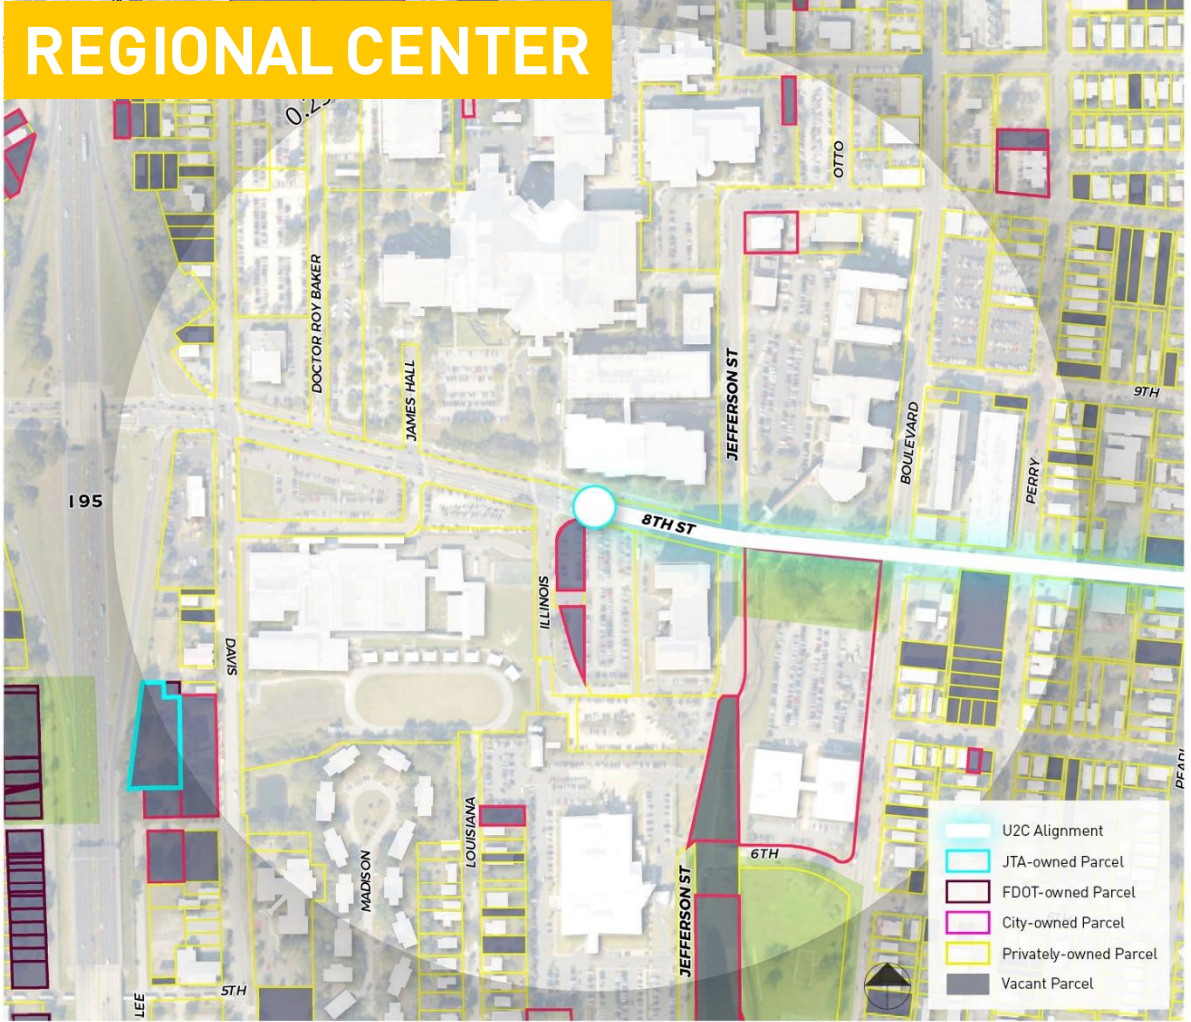 REGIONAL CENTER
OTTO
DOCTOR ROY BAKER
JAMES HALL
JEFFERSON ST
BOULEVARD
PERRY
9TH
I 95
8TH ST
ILLINOIS
DAVIS
LOUISIANA
MADISON
JEFFERSON ST
6TH
LEE
5TH
U2C Alignment
JTA-owned Parcel
FDOT-owned Parcel
City-owned Parcel
Privately-owned Parcel
Vacant Parcel